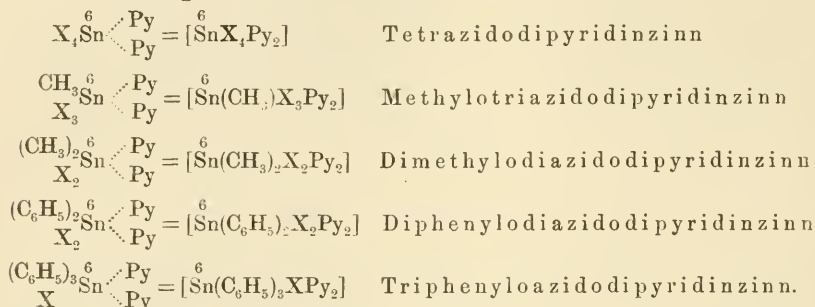 X₄Sn⁶ Py Py = [Sn⁶X₄Py₂] Tetrazidodipyridinzinn
CH₃ X₃ Sn⁶ Py Py = [Sn⁶(CH₃)X₃Py₂] Methylotriazidodipyridinzinn
(CH₃)₂ X₂ Sn⁶ Py Py = [Sn⁶(CH₃)₂X₂Py₂] Dimethylodiazidodipyridinzinn
(C₆H₅)₂ X₂ Sn⁶ Py Py = [Sn⁶(C₆H₅)₂X₂Py₂] Diphenylodiazidodipyridinzinn
(C₆H₅)₃ X Sn⁶ Py Py = [Sn⁶(C₆H₅)₃XPy₂] Triphenyloazidodipyridinzinn.